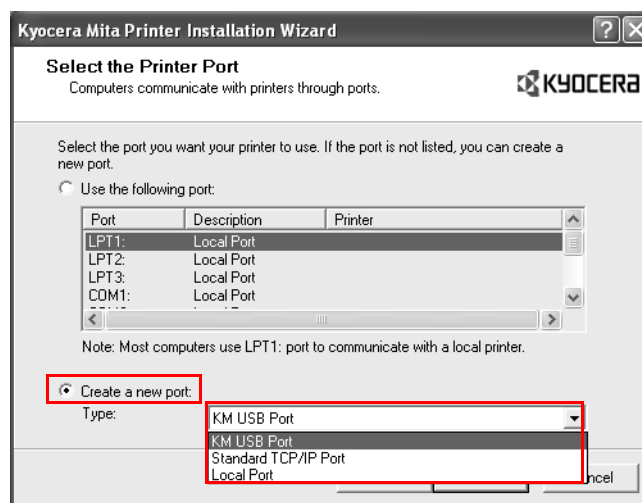 Kyocera Mita Printer Installation Wizard
Select the Printer Port
Computers communicate with printers through ports.
KYOCERA
Select the port you want your printer to use. If the port is not listed, you can create a
new port.
Use the following port:
Port Description Printer
LPT1: Local Port
LPT2: Local Port
LPT3: Local Port
COM1: Local Port
Note: Most computers use LPT1: port to communicate with a local printer.
Create a new port:
Type: KM USB Port
KM USB Port
Standard TCP/IP Port
Local Port
ncel